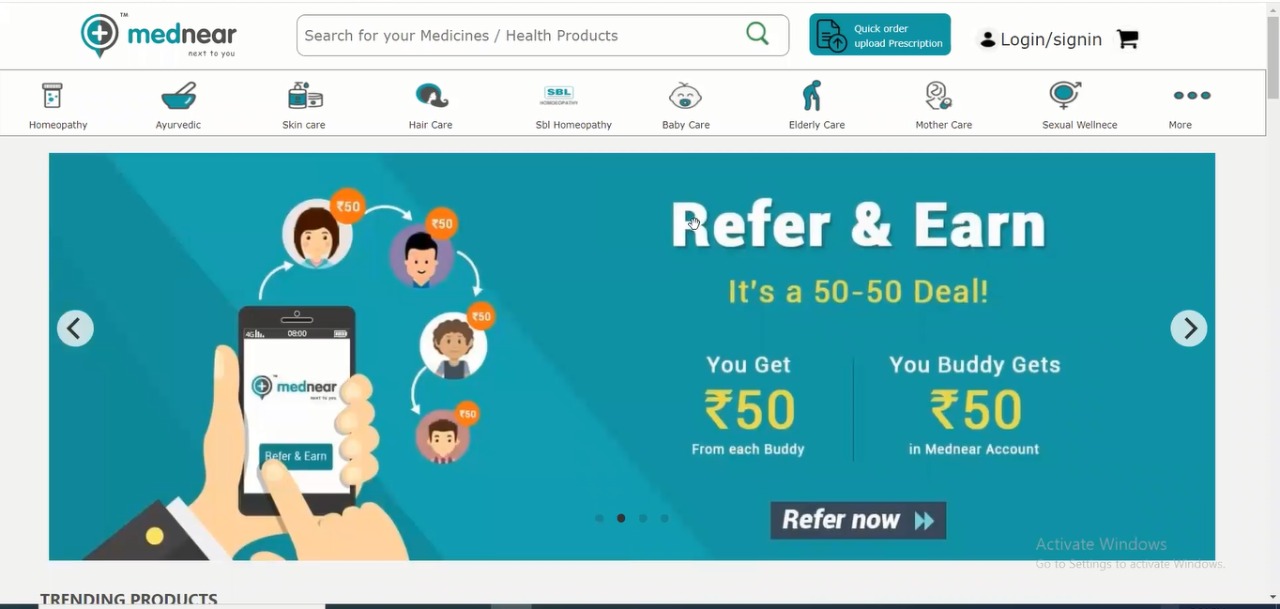 mednear
TM
next to you
Search for your Medicines / Health Products
Quick order
upload Prescription
Login/signin
Homeopathy
Ayurvedic
Skin care
Hair Care
SBL
HOMOEOPATHY
Sbl Homeopathy
Baby Care
Elderly Care
Mother Care
Sexual Wellnece
More
₹50
₹50
₹50
₹50
4G
08:00
mednear
next to you
Refer & Earn
Refer & Earn
It's a 50-50 Deal!
You Get
₹50
From each Buddy
You Buddy Gets
₹50
in Mednear Account
Refer now
Activate Windows
Go to Settings to activate Windows.
TRENDING PRODUCTS